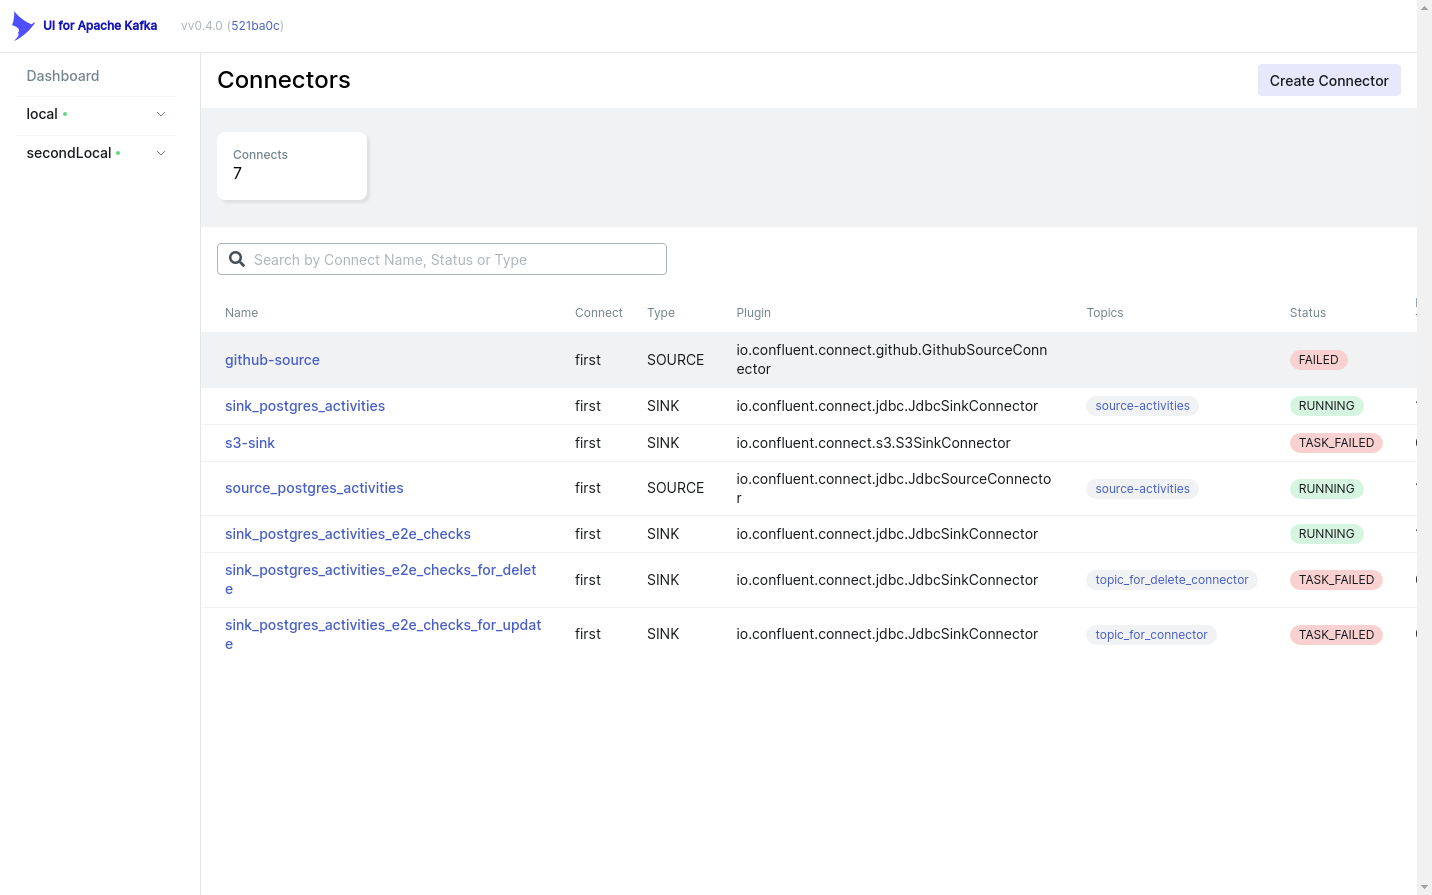 UI for Apache Kafka vv0.4.0 (521ba0c)
Dashboard
local
secondLocal
Connectors
Create Connector
Connects
7
Search by Connect Name, Status or Type
Name Connect Type Plugin Topics Status
github-source first SOURCE io.confluent.connect.github.GithubSourceConn
ector FAILED
sink_postgres_activities first SINK io.confluent.connect.jdbc.JdbcSinkConnector source-activities RUNNING
s3-sink first SINK io.confluent.connect.s3.S3SinkConnector TASK_FAILED
source_postgres_activities first SOURCE io.confluent.connect.jdbc.JdbcSourceConnecto
r source-activities RUNNING
sink_postgres_activities_e2e_checks first SINK io.confluent.connect.jdbc.JdbcSinkConnector RUNNING
sink_postgres_activities_e2e_checks_for_delet
e first SINK io.confluent.connect.jdbc.JdbcSinkConnector topic_for_delete_connector TASK_FAILED
sink_postgres_activities_e2e_checks_for_updat
e first SINK io.confluent.connect.jdbc.JdbcSinkConnector topic_for_connector TASK_FAILED